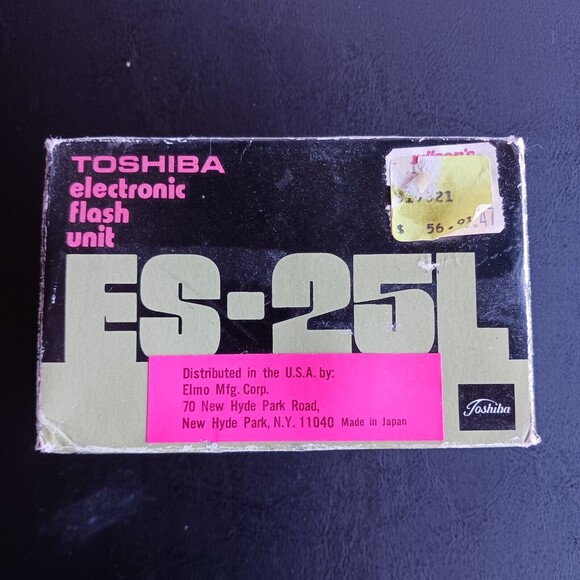 TOSHIBA
electronic
flash
unit
ES-25L
Distributed in the U.S.A. by:
Elmo Mfg. Corp.
70 New Hyde Park Road,
New Hyde Park, N.Y. 11040 Made in Japan
Toshiba